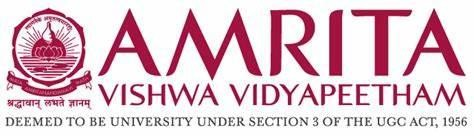 श्रद्धावान् लभते ज्ञानम्
AMRITA
VISHWA VIDYAPEETHAM
DEEMED TO BE UNIVERSITY UNDER SECTION 3 OF THE UGC ACT, 1956